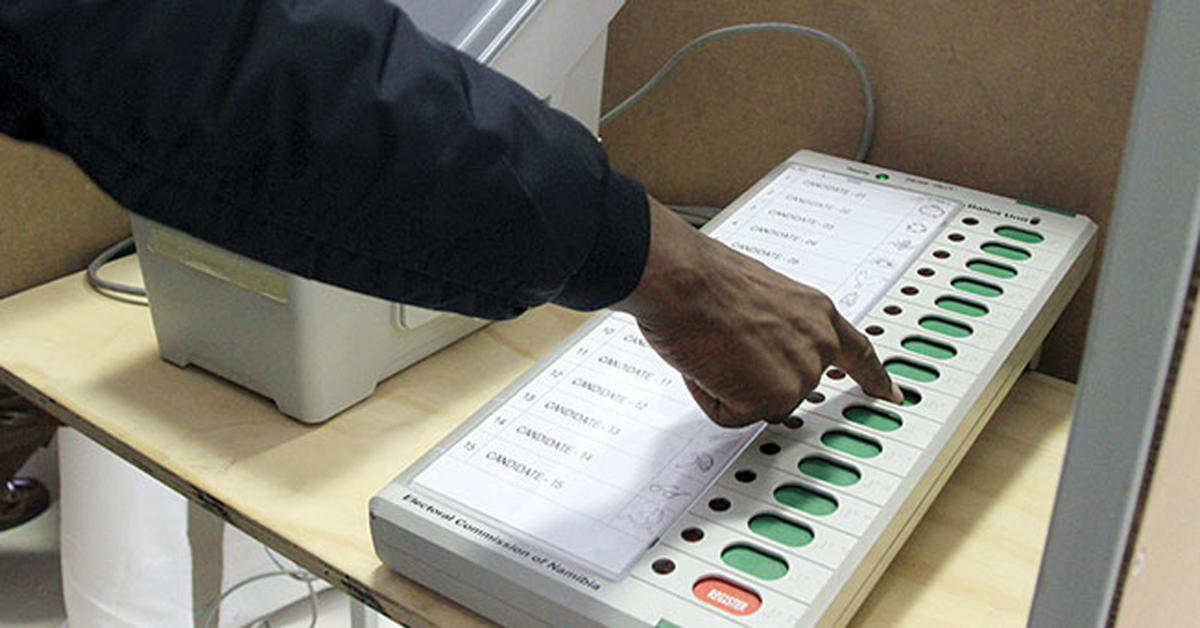 Ballot Unit
CANDIDATE - 01
CANDIDATE - 02
CANDIDATE - 03
CANDIDATE - 04
CANDIDATE - 05
10
11 CANDIDATE - 11
12 CANDIDATE - 12
13 CANDIDATE - 13
14 CANDIDATE - 14
15 CANDIDATE - 15
Electoral Commission of Namibia
REGISTER